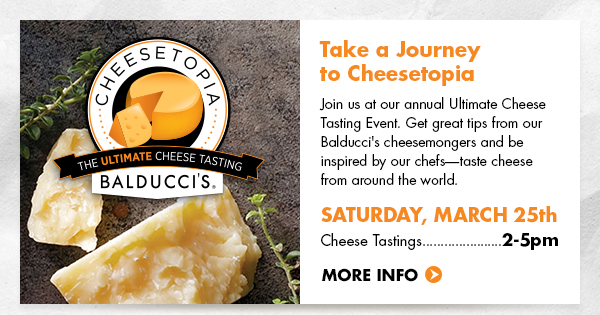 CHEESETOPIA
THE ULTIMATE CHEESE TASTING
BALDUCCI'S®
Take a Journey
to Cheesetopia
Join us at our annual Ultimate Cheese
Tasting Event. Get great tips from our
Balducci's cheesemongers and be
inspired by our chefs—taste cheese
from around the world.
SATURDAY, MARCH 25th
Cheese Tastings......................2-5pm
MORE INFO